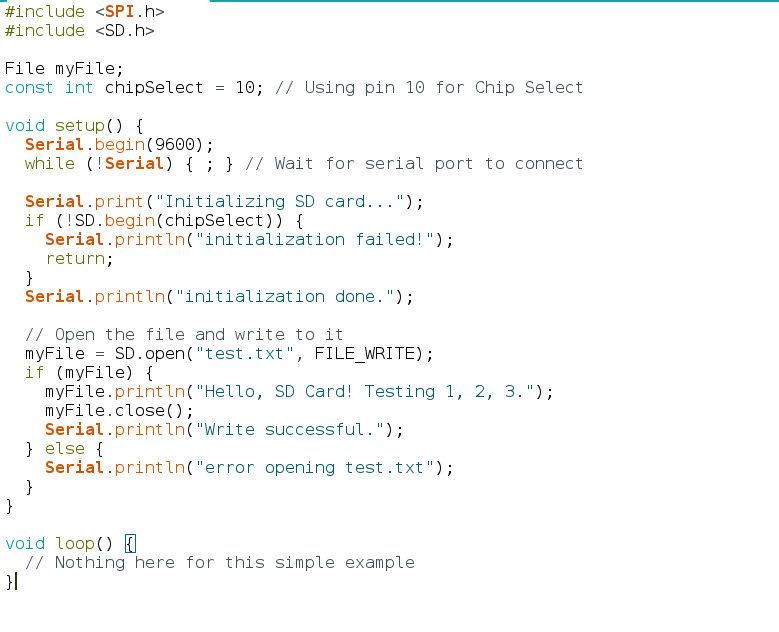 #include <SPI.h>
#include <SD.h>

File myFile;
const int chipSelect = 10; // Using pin 10 for Chip Select

void setup() {
  Serial.begin(9600);
  while (!Serial) { ; } // Wait for serial port to connect

  Serial.print("Initializing SD card...");
  if (!SD.begin(chipSelect)) {
    Serial.println("initialization failed!");
    return;
  }
  Serial.println("initialization done.");

  // Open the file and write to it
  myFile = SD.open("test.txt", FILE_WRITE);
  if (myFile) {
    myFile.println("Hello, SD Card! Testing 1, 2, 3.");
    myFile.close();
    Serial.println("Write successful.");
  } else {
    Serial.println("error opening test.txt");
  }
}

void loop() {
  // Nothing here for this simple example
}